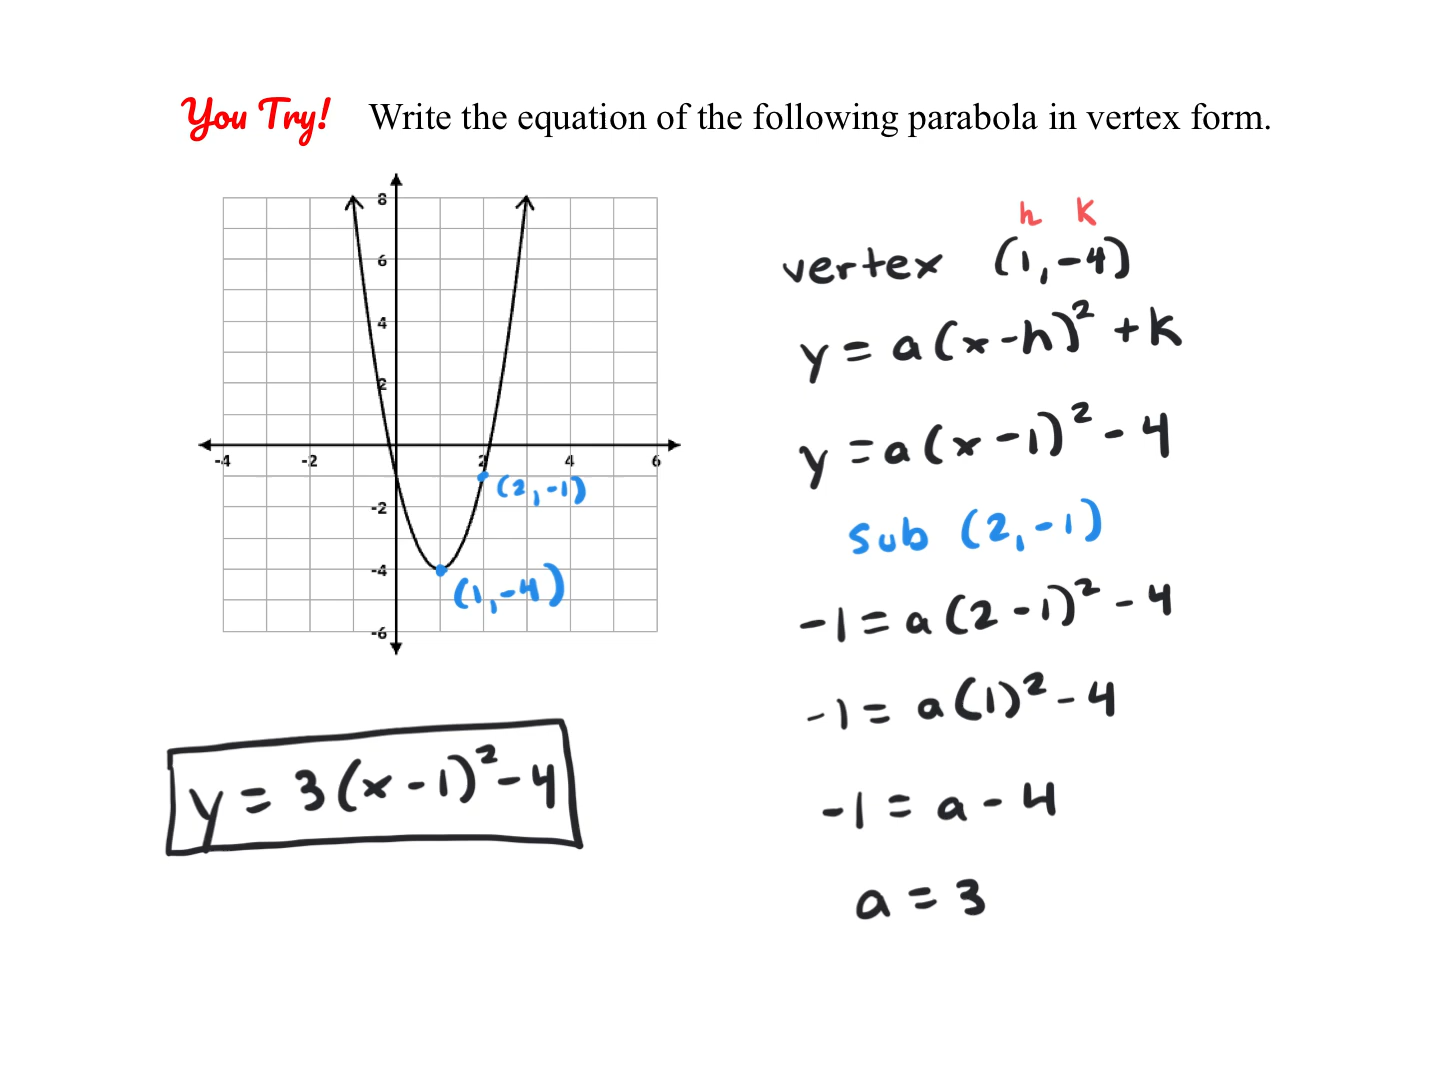 You Try! Write the equation of the following parabola in vertex form.
8
6
4
2
-4 -2 2 4 6
-2
-4
-6
(2,-1)
(1,-4)
h k
vertex (1,-4)
y = a(x-h)² + k
y = a(x-1)² - 4
sub (2,-1)
-1 = a(2-1)² - 4
-1 = a(1)² - 4
-1 = a - 4
a = 3
y = 3(x-1)² - 4